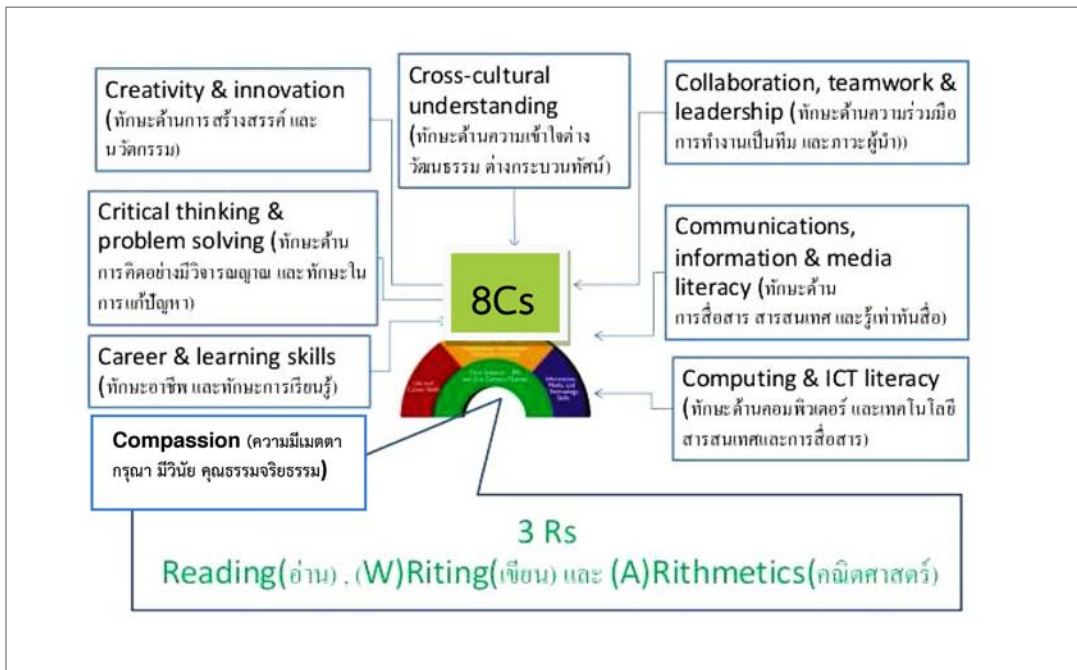 Creativity & innovation
(ทักษะด้านการสร้างสรรค์ และ
นวัตกรรม)
Cross-cultural
understanding
(ทักษะด้านความเข้าใจต่าง
วัฒนธรรม ต่างกระบวนทัศน์)
Collaboration, teamwork &
leadership (ทักษะด้านความร่วมมือ
การทำงานเป็นทีม และภาวะผู้นำ))
Critical thinking &
problem solving (ทักษะด้าน
การคิดอย่างมีวิจารณญาณ และทักษะใน
การแก้ปัญหา)
8Cs
Communications,
information & media
literacy (ทักษะด้าน
การสื่อสาร สารสนเทศ และรู้เท่าทันสื่อ)
Career & learning skills
(ทักษะอาชีพ และทักษะการเรียนรู้)
Life and
Career Skills
Information,
Media, and
Technology
Skills
Computing & ICT literacy
(ทักษะด้านคอมพิวเตอร์ และเทคโนโลยี
สารสนเทศและการสื่อสาร)
Compassion (ความมีเมตตา
กรุณา มีวินัย คุณธรรมจริยธรรม)
3 Rs
Reading(อ่าน) , (W)Riting(เขียน) และ (A)Rithmetics(คณิตศาสตร์)